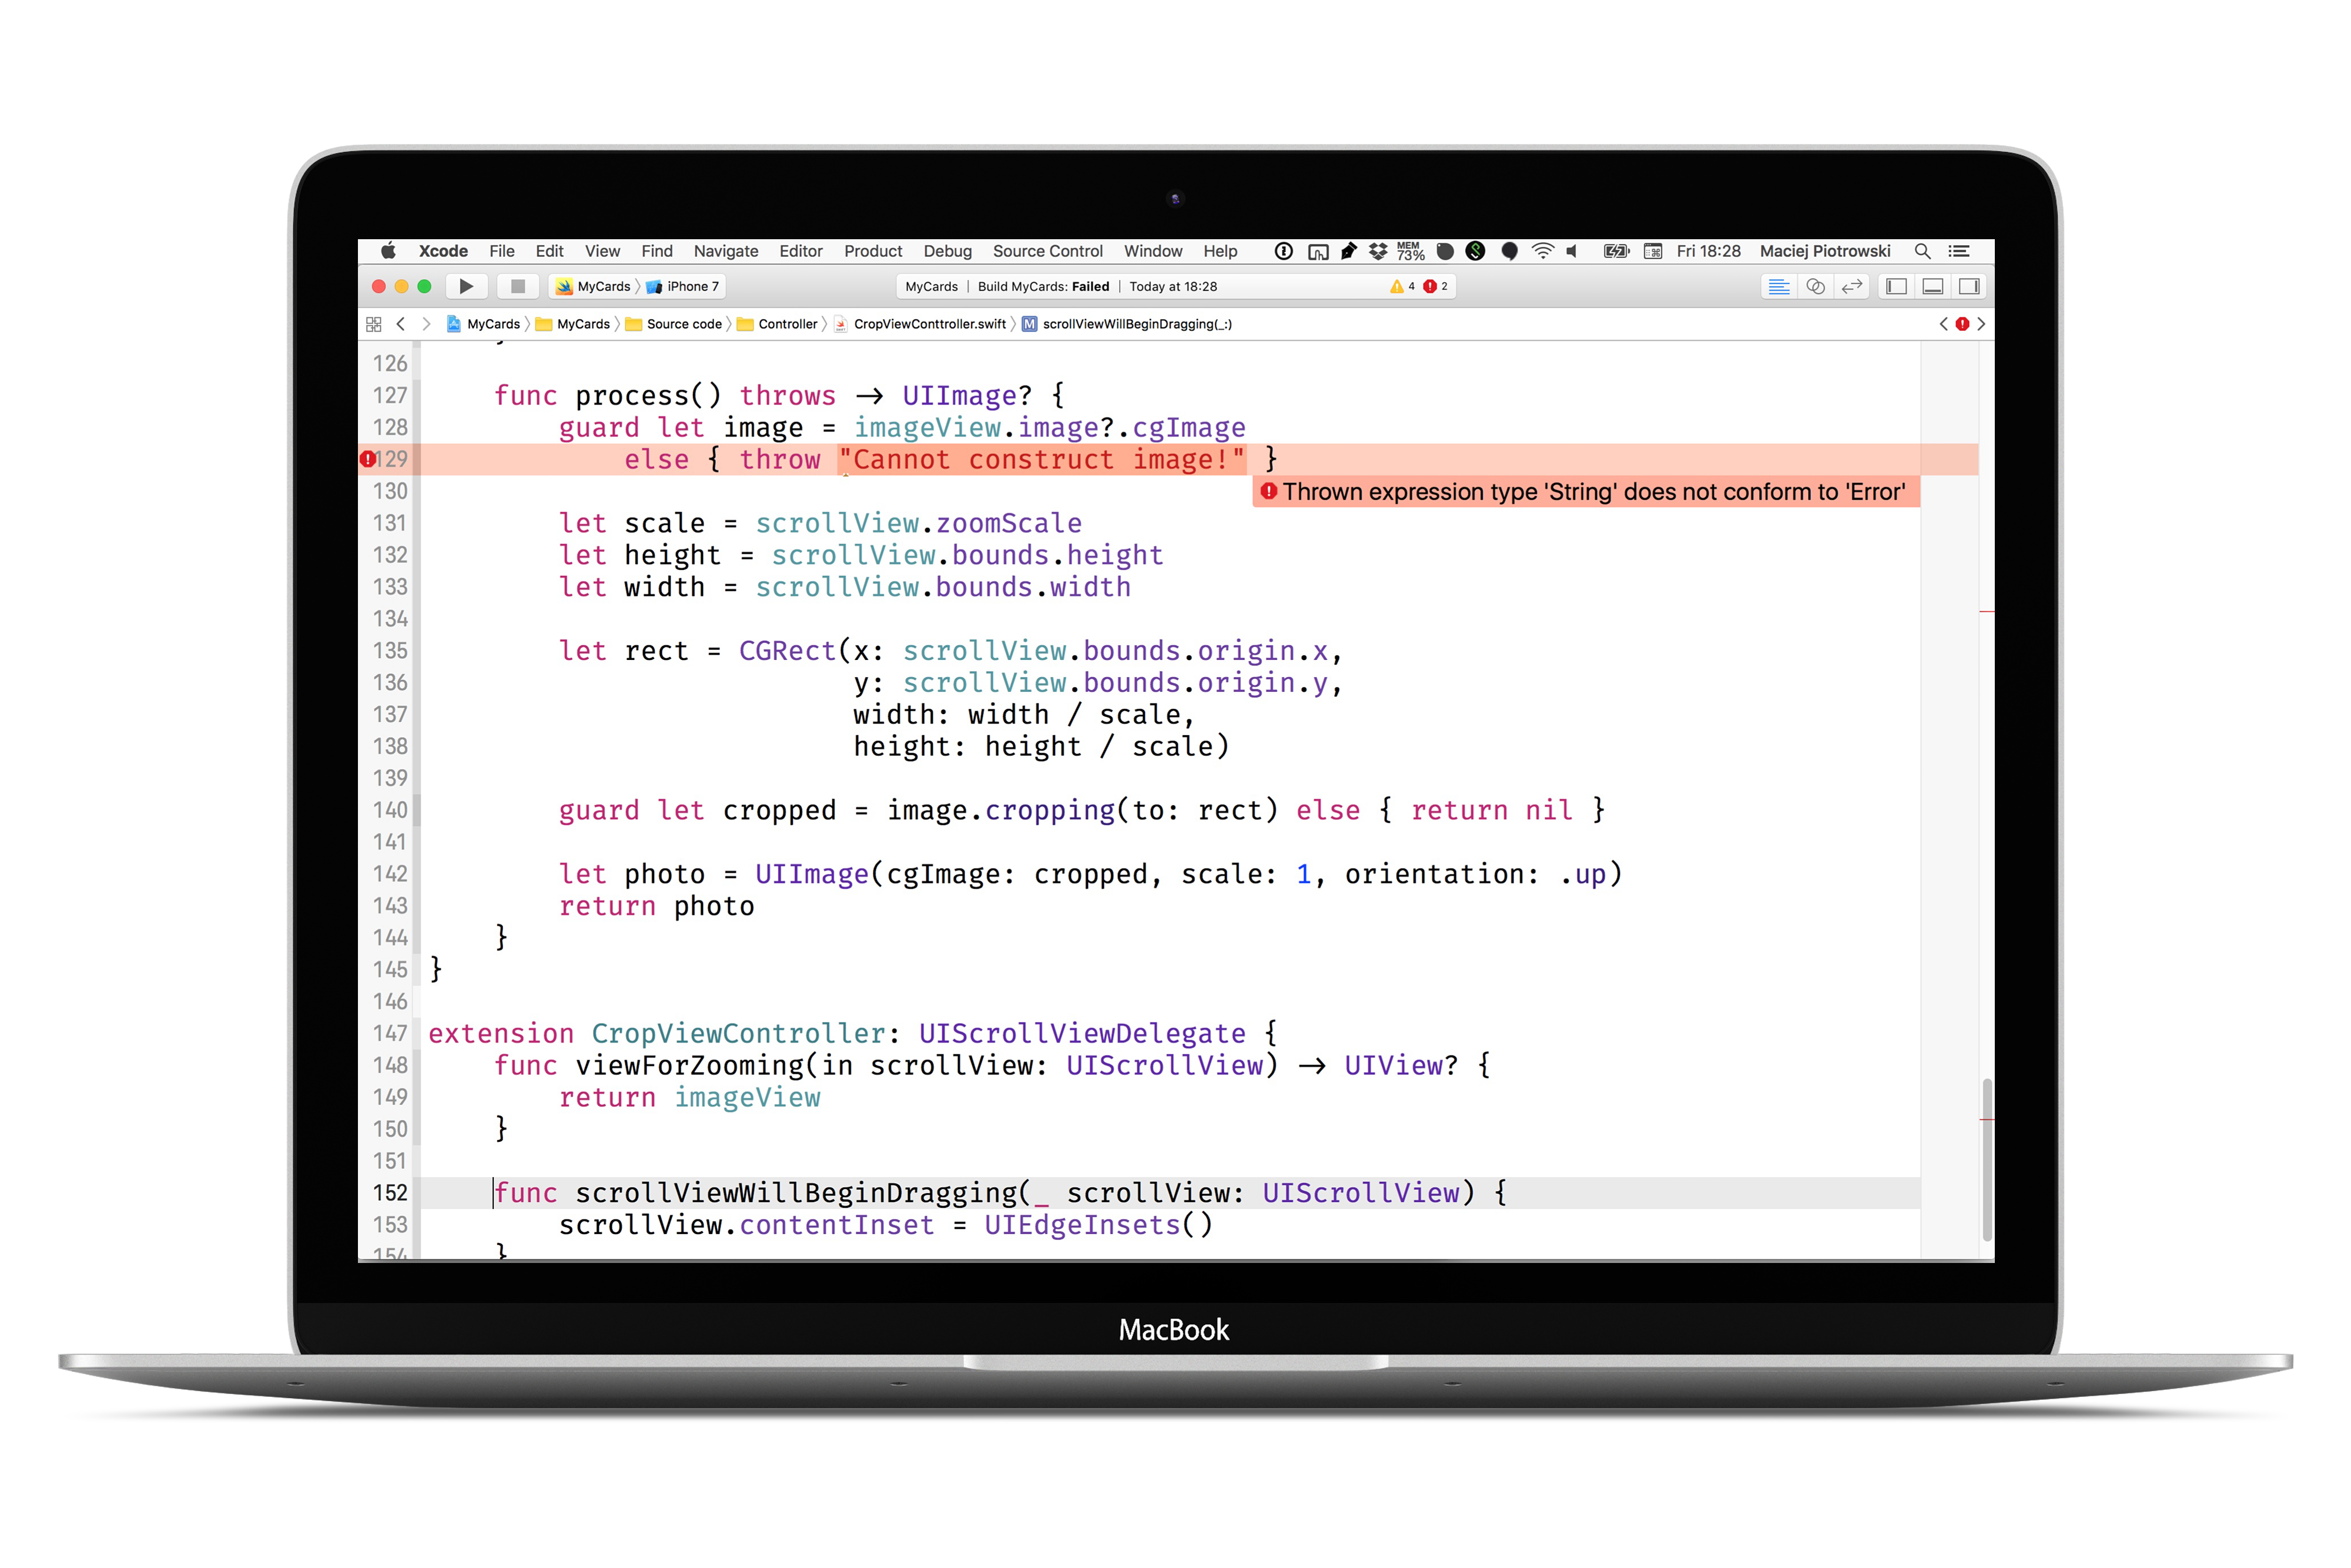 Xcode File Edit View Find Navigate Editor Product Debug Source Control Window Help MEM 73% Fri 18:28 Maciej Piotrowski
MyCards iPhone 7 MyCards | Build MyCards: Failed | Today at 18:28 4 2
MyCards MyCards Source code Controller CropViewConttroller.swift M scrollViewWillBeginDragging(_:)
126
127 func process() throws → UIImage? {
128 guard let image = imageView.image?.cgImage
129 else { throw "Cannot construct image!" }
130 Thrown expression type 'String' does not conform to 'Error'
131 let scale = scrollView.zoomScale
132 let height = scrollView.bounds.height
133 let width = scrollView.bounds.width
134
135 let rect = CGRect(x: scrollView.bounds.origin.x,
136 y: scrollView.bounds.origin.y,
137 width: width / scale,
138 height: height / scale)
139
140 guard let cropped = image.cropping(to: rect) else { return nil }
141
142 let photo = UIImage(cgImage: cropped, scale: 1, orientation: .up)
143 return photo
144 }
145 }
146
147 extension CropViewController: UIScrollViewDelegate {
148 func viewForZooming(in scrollView: UIScrollView) → UIView? {
149 return imageView
150 }
151
152 func scrollViewWillBeginDragging(_ scrollView: UIScrollView) {
153 scrollView.contentInset = UIEdgeInsets()
154 }
MacBook